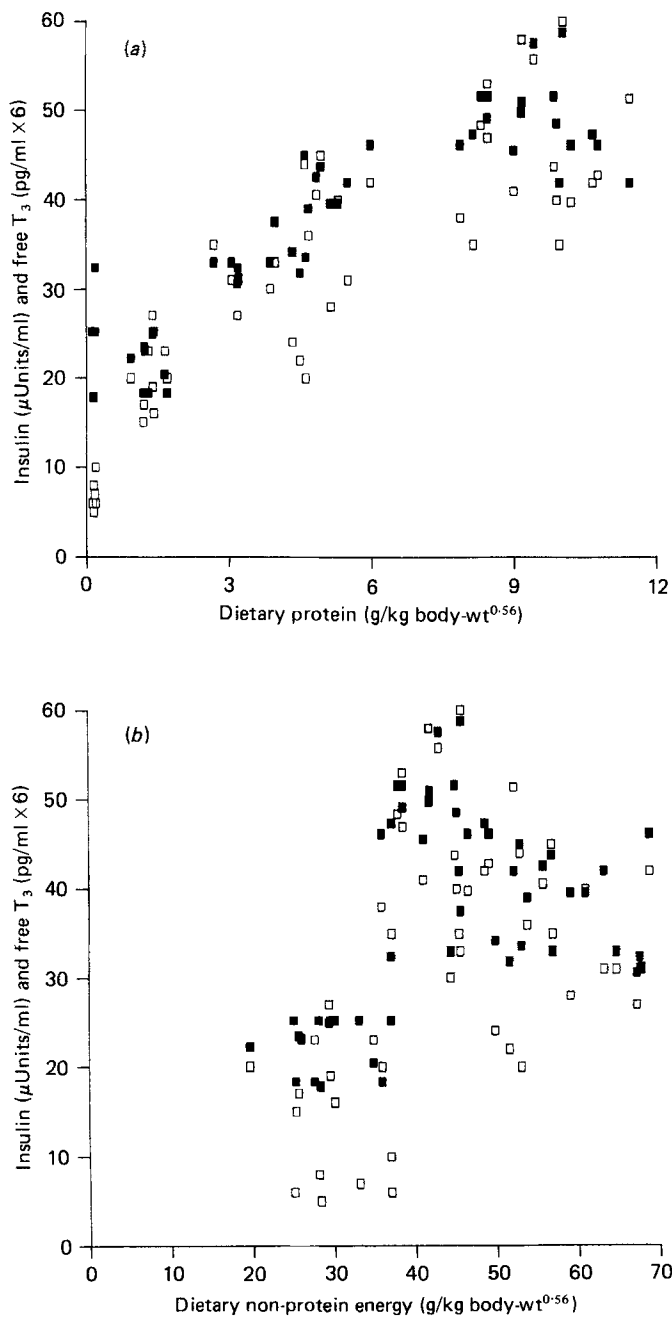 (a)
Insulin (μUnits/ml) and free T₃ (pg/ml ×6)
60
50
40
30
20
10
0
0 3 6 9 12
Dietary protein (g/kg body-wt⁰·⁵⁶)
(b)
Insulin (μUnits/ml) and free T₃ (pg/ml ×6)
60
50
40
30
20
10
0
0 10 20 30 40 50 60 70
Dietary non-protein energy (g/kg body-wt⁰·⁵⁶)